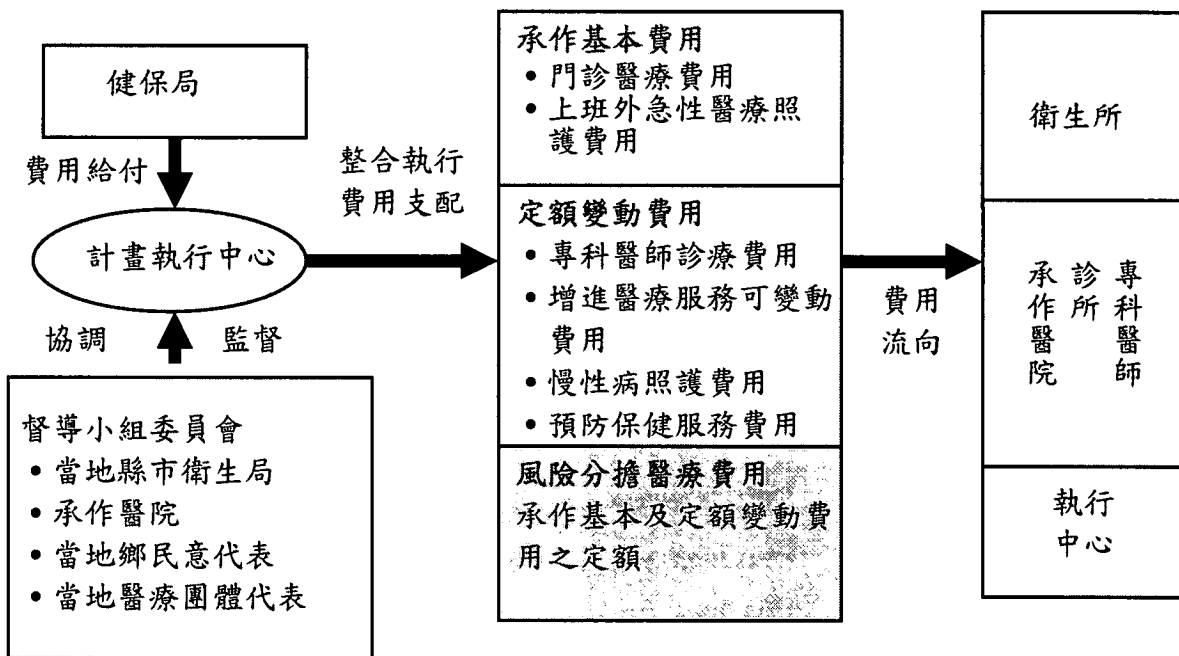 健保局
費用給付
計畫執行中心
協調 監督
督導小組委員會
• 當地縣市衛生局
• 承作醫院
• 當地鄉民意代表
• 當地醫療團體代表
整合執行
費用支配
承作基本費用
• 門診醫療費用
• 上班外急性醫療照
護費用
定額變動費用
• 專科醫師診療費用
• 增進醫療服務可變動
費用
• 慢性病照護費用
• 預防保健服務費用
風險分擔醫療費用
承作基本及定額變動費
用之定額
費用
流向
衛生所
專科醫師
診所
承作醫院
執行
中心